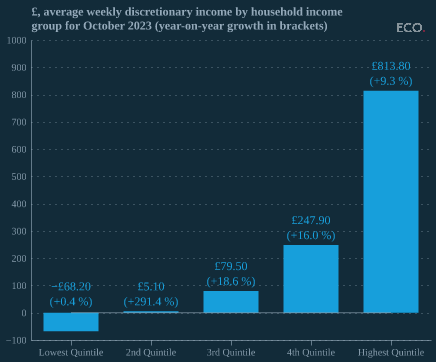 £, average weekly discretionary income by household income
group for October 2023 (year-on-year growth in brackets)
ECO.
1000
900
800
700
600
500
400
300
200
100
0
−100
−£68.20
(+0.4 %)
£5.10
(+291.4 %)
£79.50
(+18.6 %)
£247.90
(+16.0 %)
£813.80
(+9.3 %)
Lowest Quintile
2nd Quintile
3rd Quintile
4th Quintile
Highest Quintile